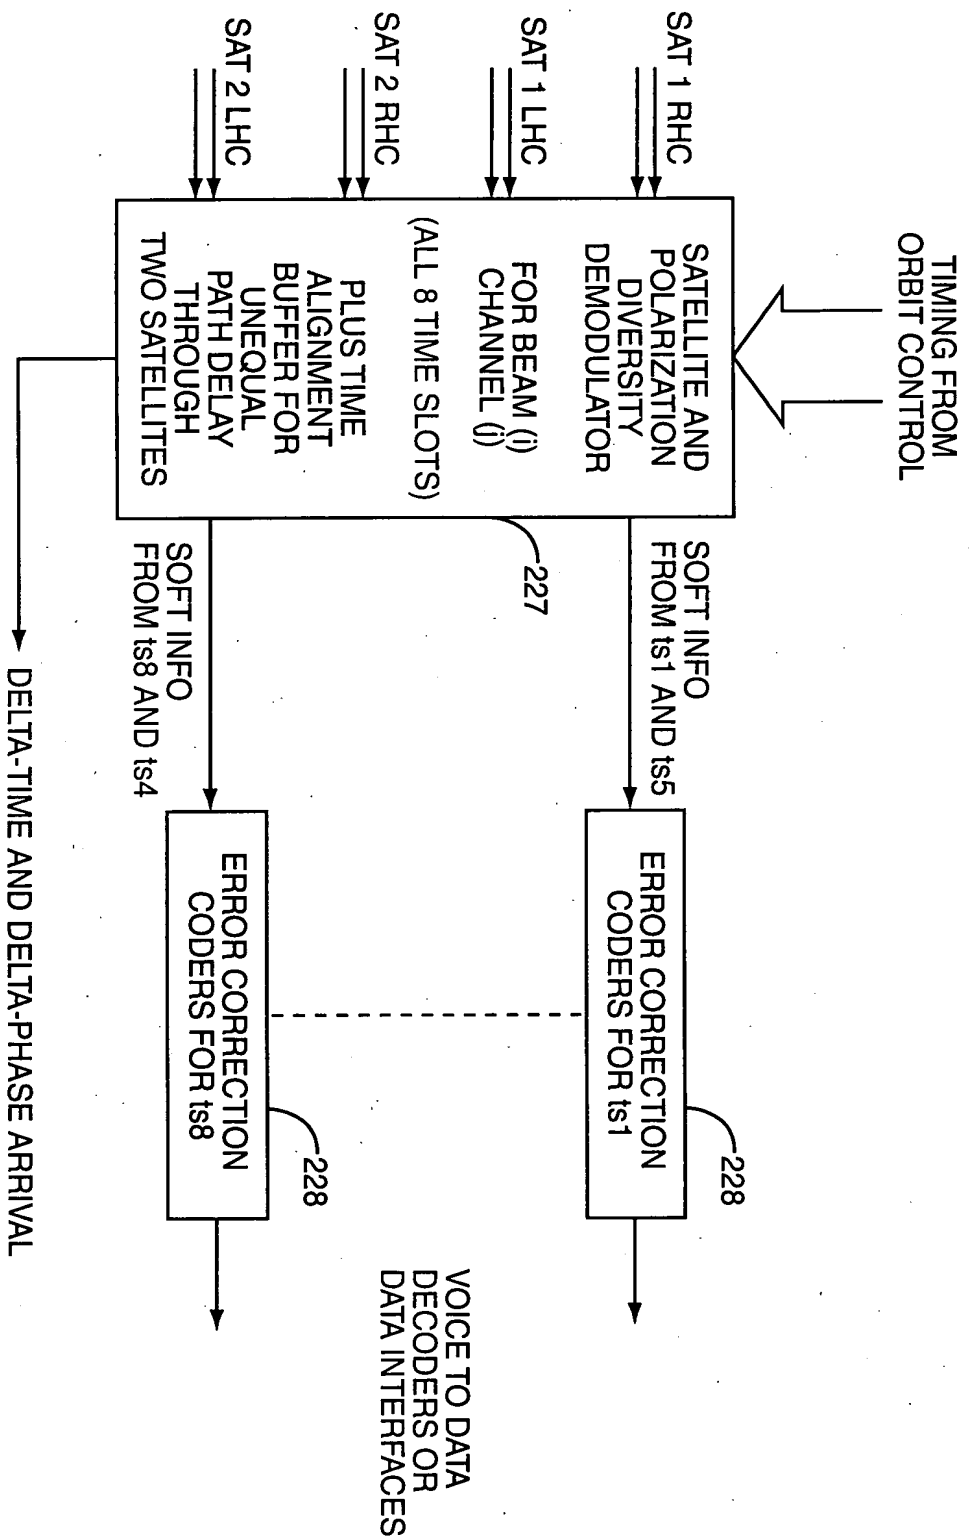 TIMING FROM
ORBIT CONTROL
SAT 1 RHC
SAT 1 LHC
SAT 2 RHC
SAT 2 LHC
SATELLITE AND
POLARIZATION
DIVERSITY
DEMODULATOR
FOR BEAM (i)
CHANNEL (j)
(ALL 8 TIME SLOTS)
PLUS TIME
ALIGNMENT
BUFFER FOR
UNEQUAL
PATH DELAY
THROUGH
TWO SATELLITES
227
SOFT INFO
FROM ts1 AND ts5
ERROR CORRECTION
CODERS FOR ts1
228
SOFT INFO
FROM ts8 AND ts4
ERROR CORRECTION
CODERS FOR ts8
228
VOICE TO DATA
DECODERS OR
DATA INTERFACES
DELTA-TIME AND DELTA-PHASE ARRIVAL